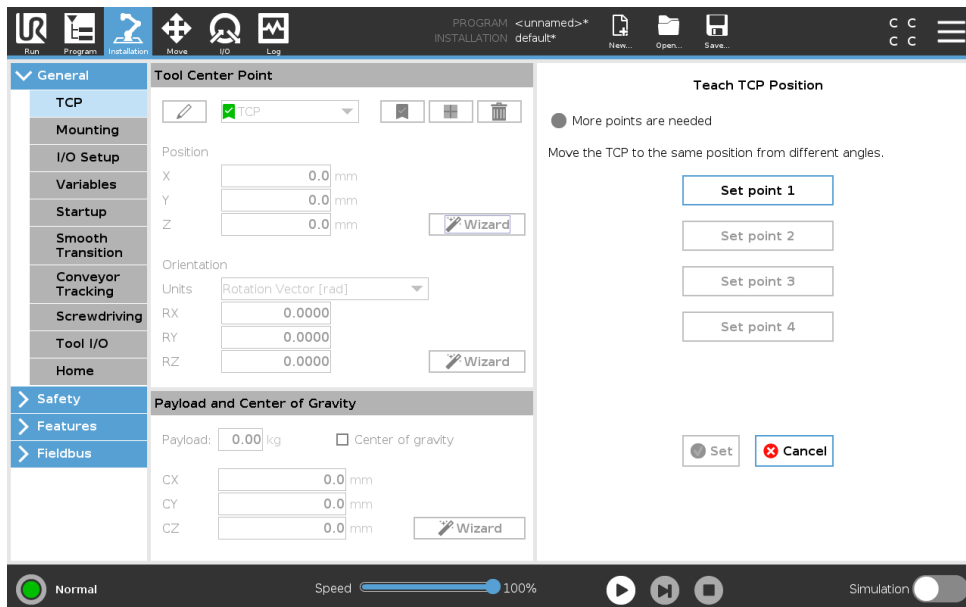 PROGRAM <unnamed>*
INSTALLATION default*
UR
Run
Program
Installation
Move
I/O
Log
New...
Open...
Save...
C C
C C
General
TCP
Mounting
I/O Setup
Variables
Startup
Smooth
Transition
Conveyor
Tracking
Screwdriving
Tool I/O
Home
Safety
Features
Fieldbus
Tool Center Point
TCP
Position
X 0.0 mm
Y 0.0 mm
Z 0.0 mm
Wizard
Orientation
Units Rotation Vector [rad]
RX 0.0000
RY 0.0000
RZ 0.0000
Wizard
Payload and Center of Gravity
Payload: 0.00 kg Center of gravity
CX 0.0 mm
CY 0.0 mm
CZ 0.0 mm
Wizard
Teach TCP Position
More points are needed
Move the TCP to the same position from different angles.
Set point 1
Set point 2
Set point 3
Set point 4
Set
Cancel
Normal
Speed 100%
Simulation